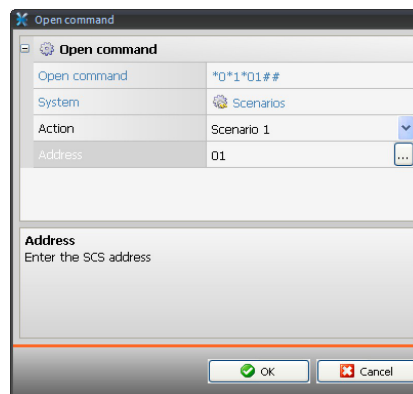 Open command
Open command
Open command *0*1*01##
System Scenarios
Action Scenario 1
Address 01 ...
Address
Enter the SCS address
OK Cancel